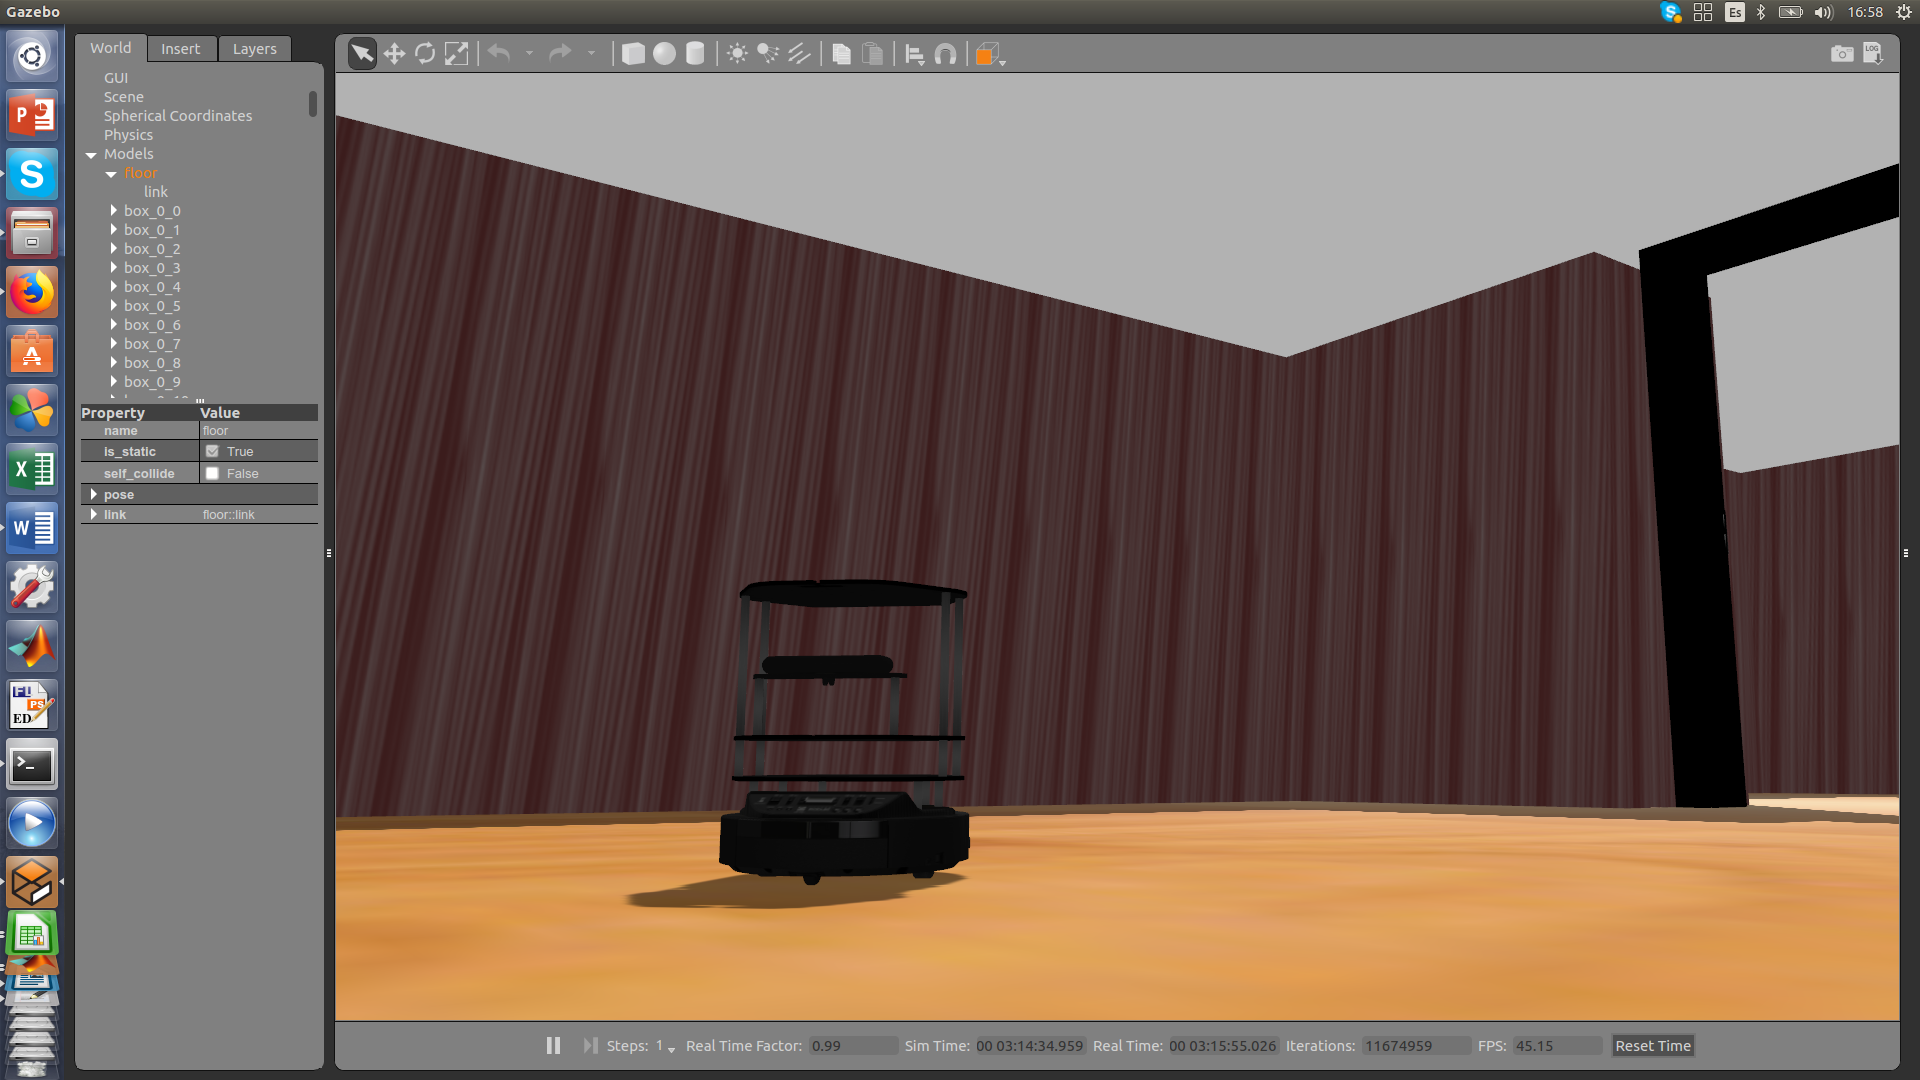 Gazebo
Es
16:58
World
Insert
Layers
LOG
GUI
Scene
Spherical Coordinates
Physics
Models
floor
link
box_0_0
box_0_1
box_0_2
box_0_3
box_0_4
box_0_5
box_0_6
box_0_7
box_0_8
box_0_9
Property Value
name floor
is_static True
self_collide False
pose
link floor::link
Steps: 1 Real Time Factor: 0.99 Sim Time: 00 03:14:34.959 Real Time: 00 03:15:55.026 Iterations: 11674959 FPS: 45.15 Reset Time